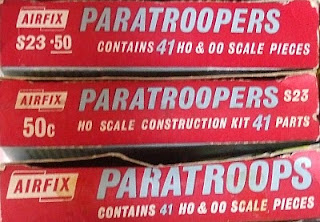 AIRFIX PARATROOPERS
S23·50 CONTAINS 41 HO & OO SCALE PIECES
AIRFIX PARATROOPERS S23
50c HO SCALE CONSTRUCTION KIT 41 PARTS
AIRFIX PARATROOPS
CONTAINS 41 HO & OO SCALE PIECES